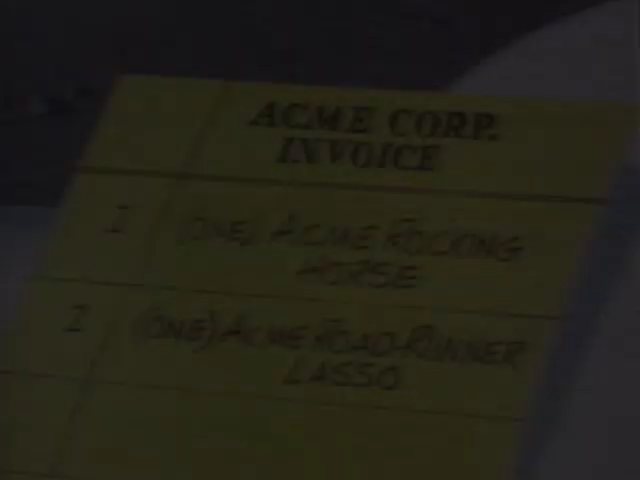 ACME CORP.
INVOICE
1 (ONE) ACME ROCKING
HORSE
1 (ONE) ACME ROAD-RUNNER
LASSO